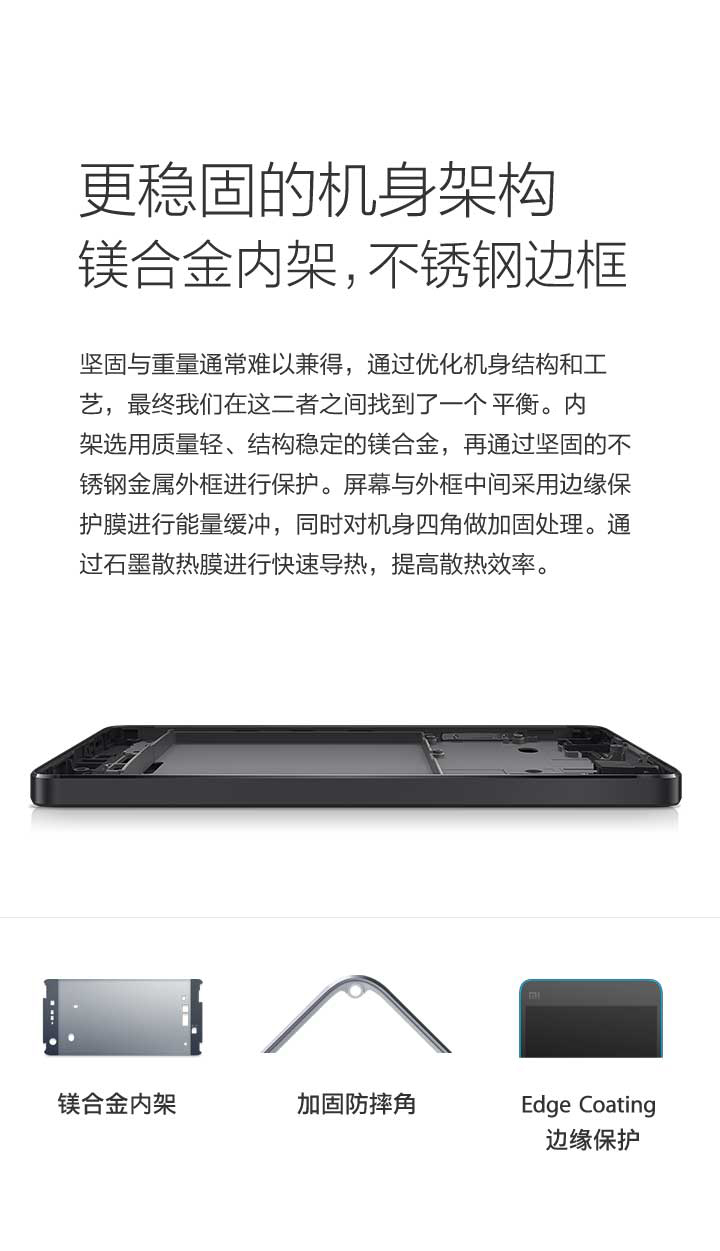 更稳固的机身架构
镁合金内架，不锈钢边框
坚固与重量通常难以兼得，通过优化机身结构和工
艺，最终我们在这二者之间找到了一个 平衡。内
架选用质量轻、结构稳定的镁合金，再通过坚固的不
锈钢金属外框进行保护。屏幕与外框中间采用边缘保
护膜进行能量缓冲，同时对机身四角做加固处理。通
过石墨散热膜进行快速导热，提高散热效率。
MI
镁合金内架
加固防摔角
Edge Coating
边缘保护